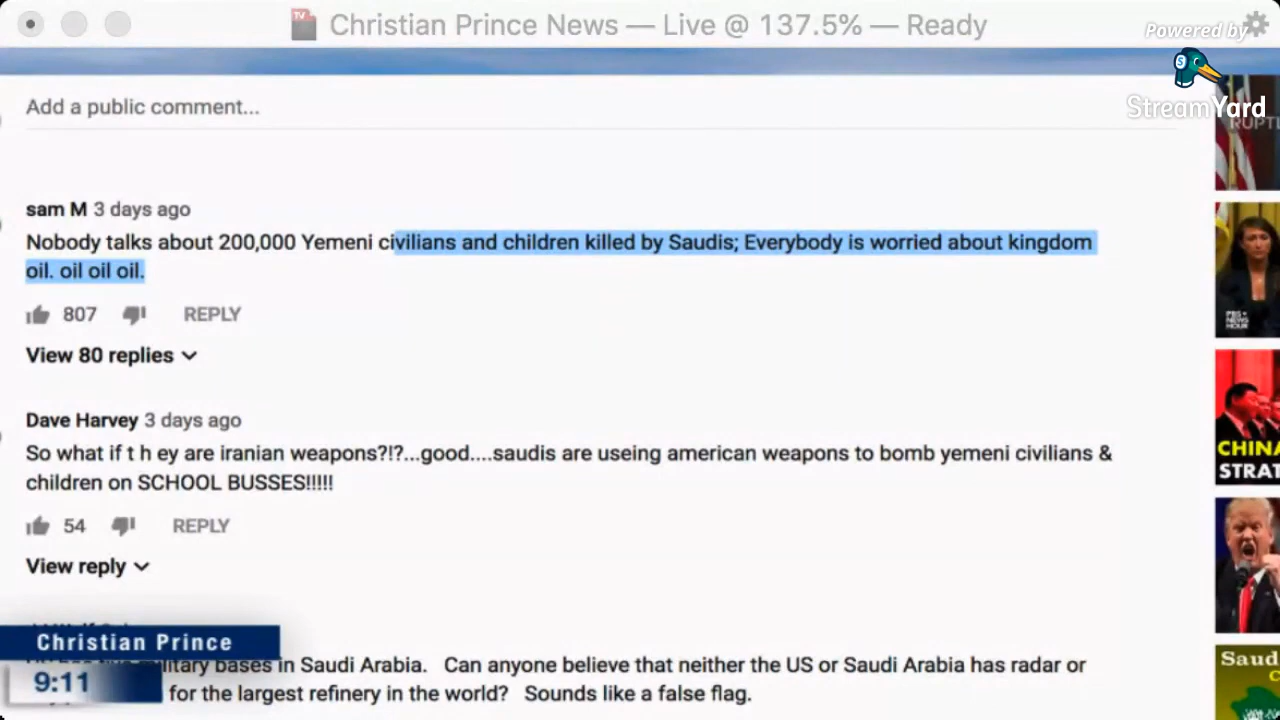 Christian Prince News — Live @ 137.5% — Ready
Powered by
StreamYard
Add a public comment...
sam M 3 days ago
Nobody talks about 200,000 Yemeni civilians and children killed by Saudis; Everybody is worried about kingdom
oil. oil oil oil.
807 REPLY
View 80 replies
Dave Harvey 3 days ago
So what if t h ey are iranian weapons?!?...good....saudis are useing american weapons to bomb yemeni civilians &
children on SCHOOL BUSSES!!!!!
54 REPLY
View reply
Christian Prince
military bases in Saudi Arabia. Can anyone believe that neither the US or Saudi Arabia has radar or
9:11
for the largest refinery in the world? Sounds like a false flag.
RUPTI
PBS
NEWS
HOUR
CHINA
STRAT
Saud
C